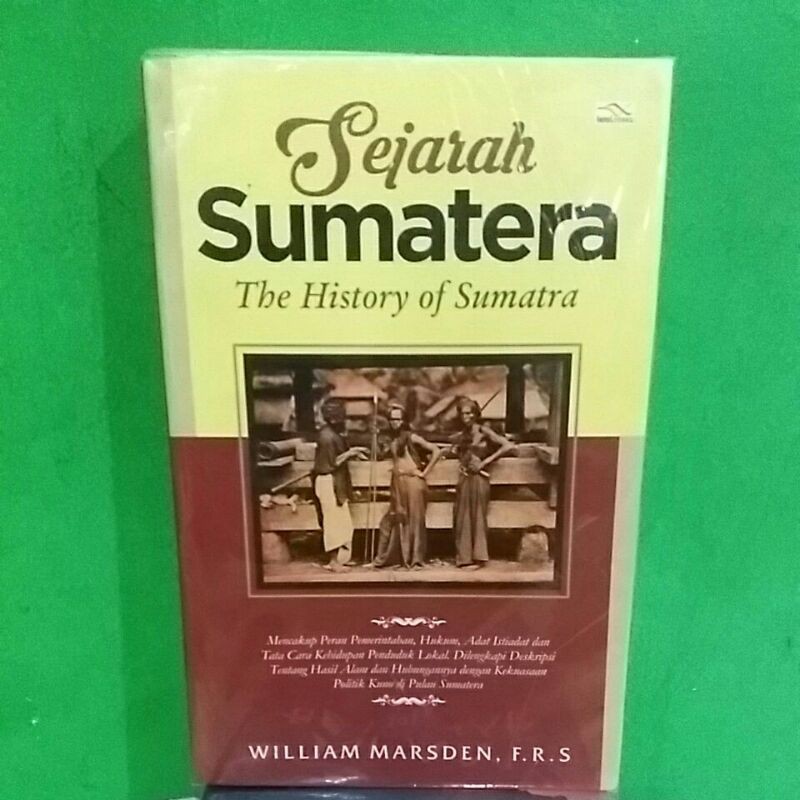 Sejarah
Sumatera
The History of Sumatra
Mencakup Peran Pemerintahan, Hukum, Adat Istiadat dan
Tata Cara Kehidupan Penduduk Lokal. Dilengkapi Deskripsi
Tentang Hasil Alam dan Hubungannya dengan Kekuasaan
Politik Kuno di Pulau Sumatera
WILLIAM MARSDEN, F.R.S